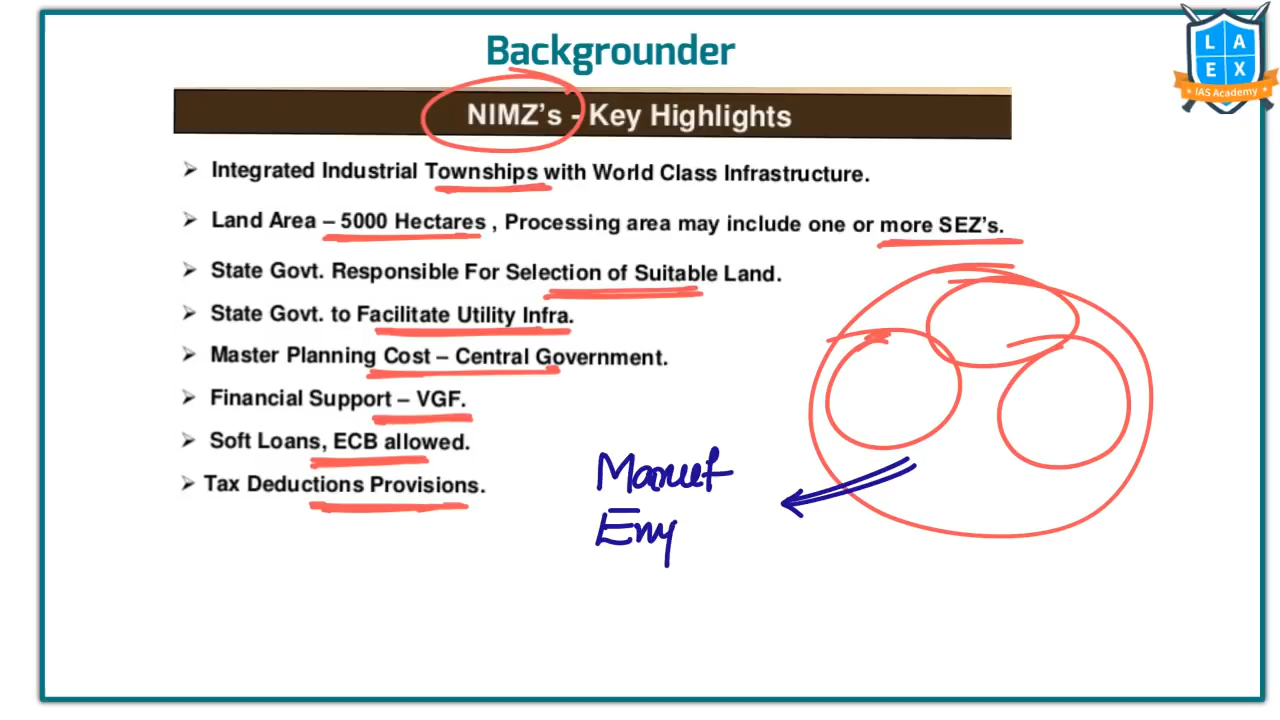 Backgrounder
L A
E X
IAS Academy
NIMZ's - Key Highlights
➢ Integrated Industrial Townships with World Class Infrastructure.
➢ Land Area – 5000 Hectares , Processing area may include one or more SEZ's.
➢ State Govt. Responsible For Selection of Suitable Land.
➢ State Govt. to Facilitate Utility Infra.
➢ Master Planning Cost – Central Government.
➢ Financial Support – VGF.
➢ Soft Loans, ECB allowed.
➢ Tax Deductions Provisions.
Manuf